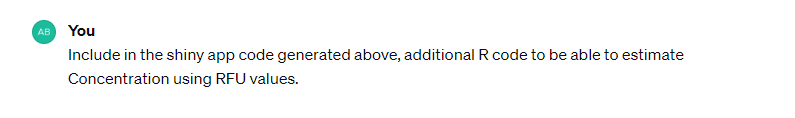 AB You
Include in the shiny app code generated above, additional R code to be able to estimate
Concentration using RFU values.